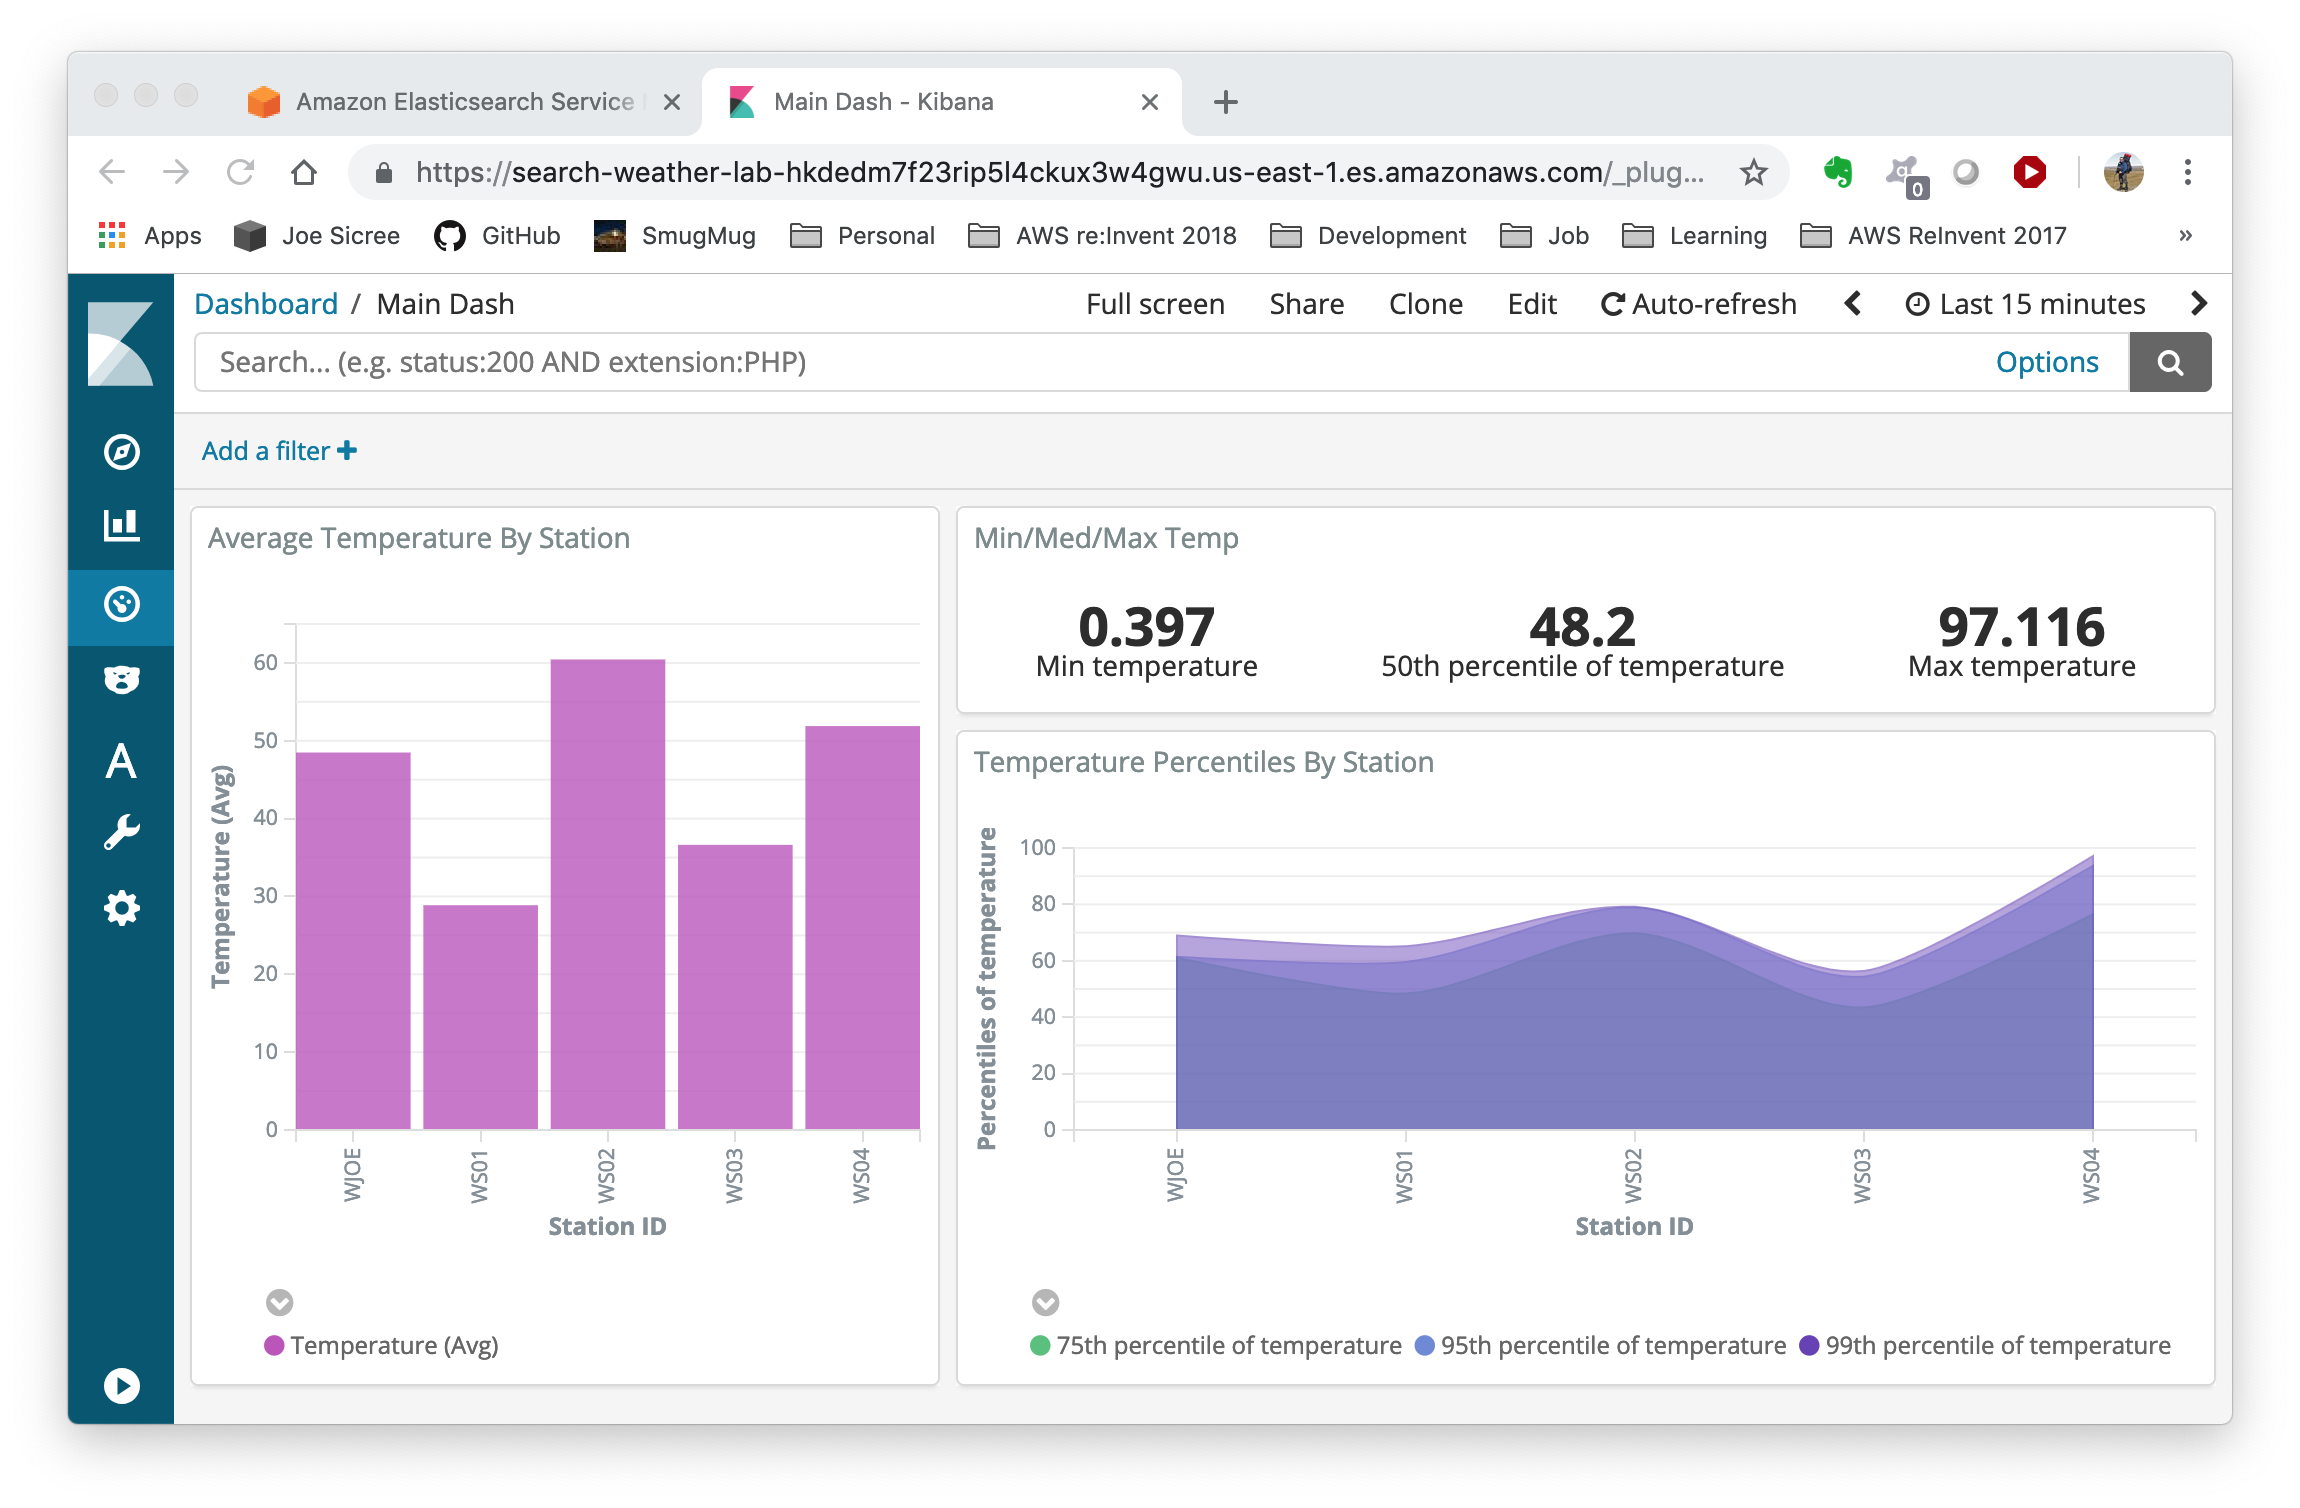 Amazon Elasticsearch Service
Main Dash - Kibana
https://search-weather-lab-hkdedm7f23rip5l4ckux3w4gwu.us-east-1.es.amazonaws.com/_plug...
0
Apps Joe Sicree GitHub SmugMug Personal AWS re:Invent 2018 Development Job Learning AWS ReInvent 2017 »
Dashboard / Main Dash Full screen Share Clone Edit Auto-refresh Last 15 minutes
Search... (e.g. status:200 AND extension:PHP) Options
Add a filter +
Average Temperature By Station
Temperature (Avg)
60
50
40
30
20
10
0
WJOE WS01 WS02 WS03 WS04
Station ID
Temperature (Avg)
Min/Med/Max Temp
0.397 48.2 97.116
Min temperature 50th percentile of temperature Max temperature
Temperature Percentiles By Station
Percentiles of temperature
100
80
60
40
20
0
WJOE WS01 WS02 WS03 WS04
Station ID
75th percentile of temperature 95th percentile of temperature 99th percentile of temperature